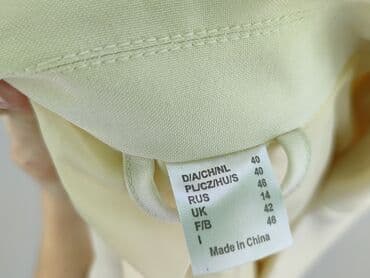 D/A/CH/NL 40
PL/CZ/HU/S 40
RUS 46
UK 14
F/B 42
I 46
Made in China